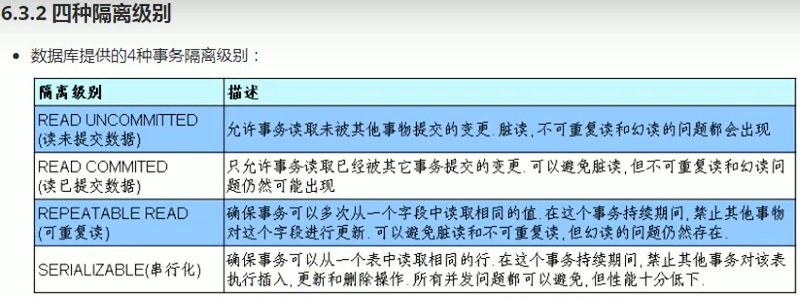 6.3.2 四种隔离级别
• 数据库提供的4种事务隔离级别：
隔离级别 描述
READ UNCOMMITTED 允许事务读取未被其他事物提交的变更.脏读,不可重复读和幻读的问题都会出现
(读未提交数据)
READ COMMITED 只允许事务读取已经被其它事务提交的变更.可以避免脏读,但不可重复读和幻读问
(读已提交数据) 题仍然可能出现
REPEATABLE READ 确保事务可以多次从一个字段中读取相同的值.在这个事务持续期间,禁止其他事物
(可重复读) 对这个字段进行更新.可以避免脏读和不可重复读,但幻读的问题仍然存在.
SERIALIZABLE(串行化) 确保事务可以从一个表中读取相同的行.在这个事务持续期间,禁止其他事务对该表
执行插入,更新和删除操作.所有并发问题都可以避免,但性能十分低下.